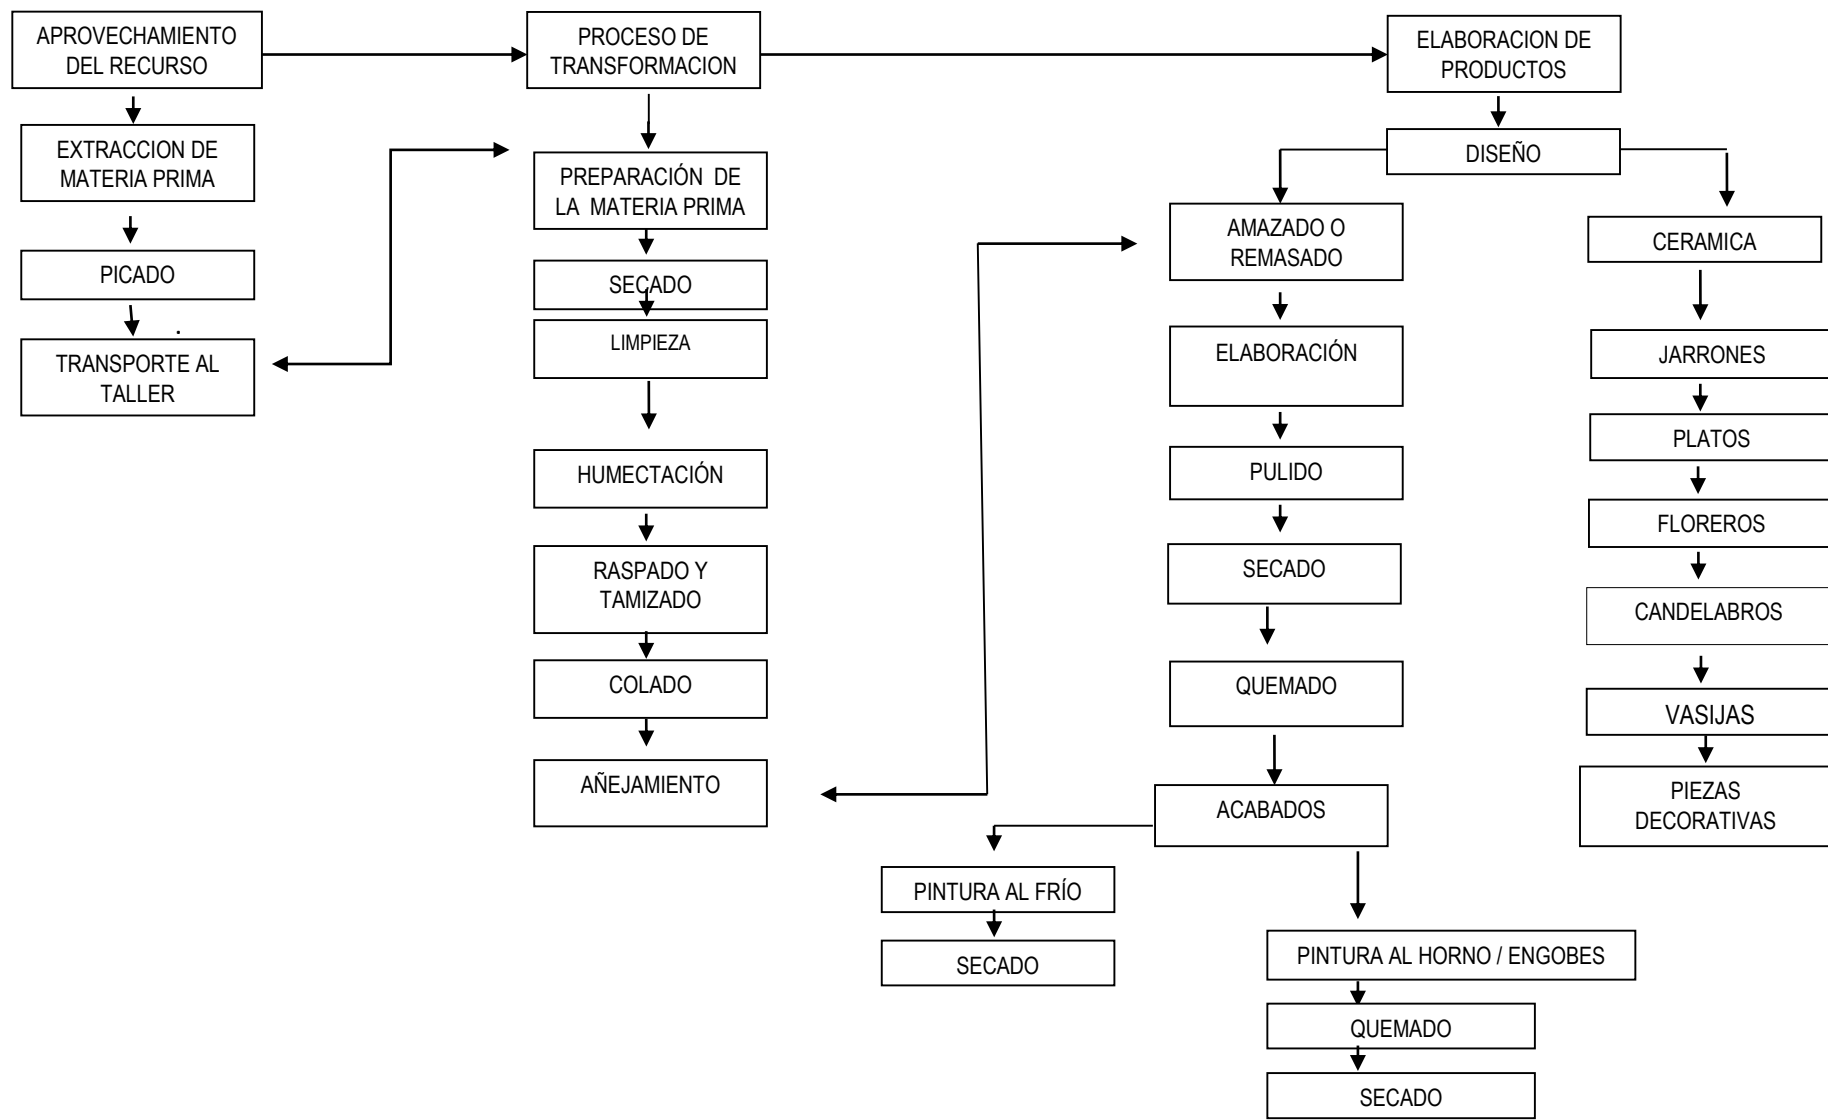 APROVECHAMIENTO
DEL RECURSO
EXTRACCION DE
MATERIA PRIMA
PICADO
.
TRANSPORTE AL
TALLER
PROCESO DE
TRANSFORMACION
PREPARACIÓN DE
LA MATERIA PRIMA
SECADO
LIMPIEZA
HUMECTACIÓN
RASPADO Y
TAMIZADO
COLADO
AÑEJAMIENTO
ELABORACION DE
PRODUCTOS
DISEÑO
AMAZADO O
REMASADO
ELABORACIÓN
PULIDO
SECADO
QUEMADO
ACABADOS
PINTURA AL FRÍO
SECADO
PINTURA AL HORNO / ENGOBES
QUEMADO
SECADO
CERAMICA
JARRONES
PLATOS
FLOREROS
CANDELABROS
VASIJAS
PIEZAS
DECORATIVAS